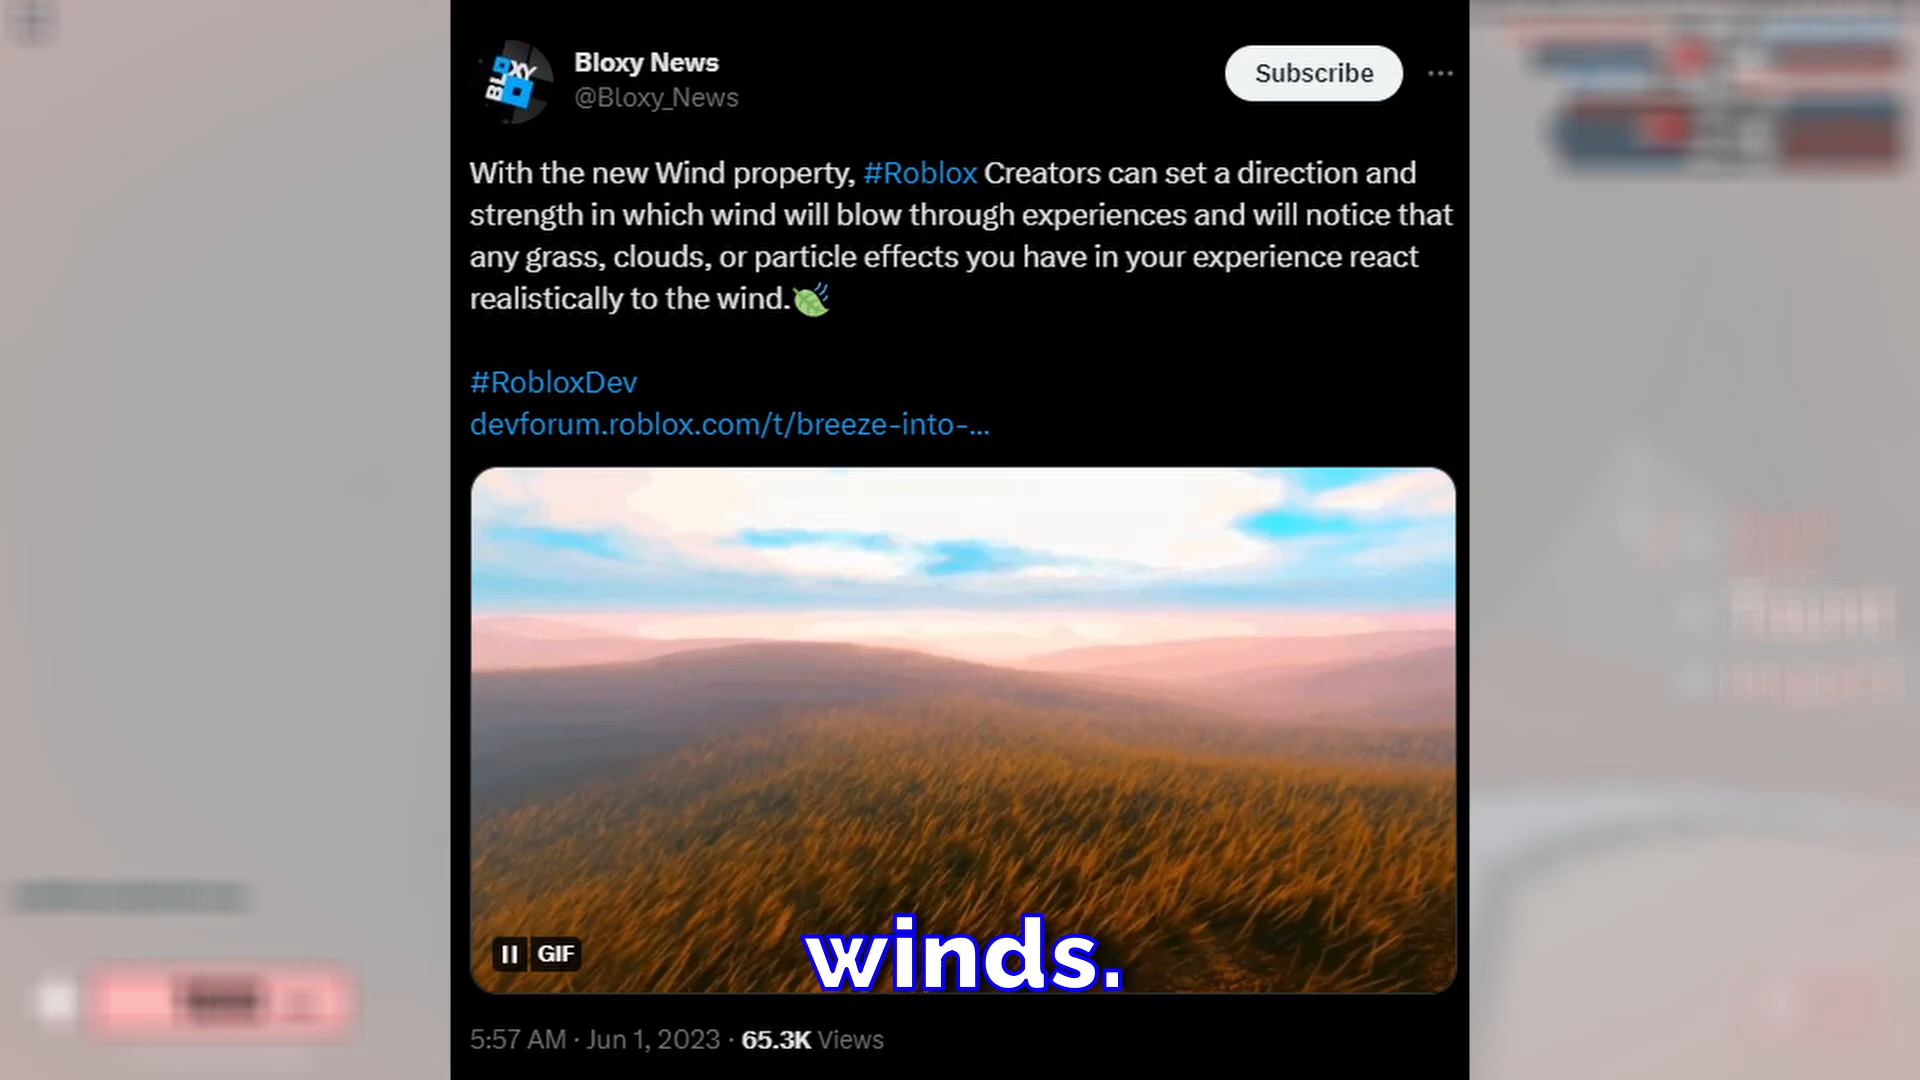 BLOXY
Bloxy News
@Bloxy_News
Subscribe
With the new Wind property, #Roblox Creators can set a direction and
strength in which wind will blow through experiences and will notice that
any grass, clouds, or particle effects you have in your experience react
realistically to the wind.
#RobloxDev
devforum.roblox.com/t/breeze-into-...
GIF
winds.
5:57 AM · Jun 1, 2023 · 65.3K Views